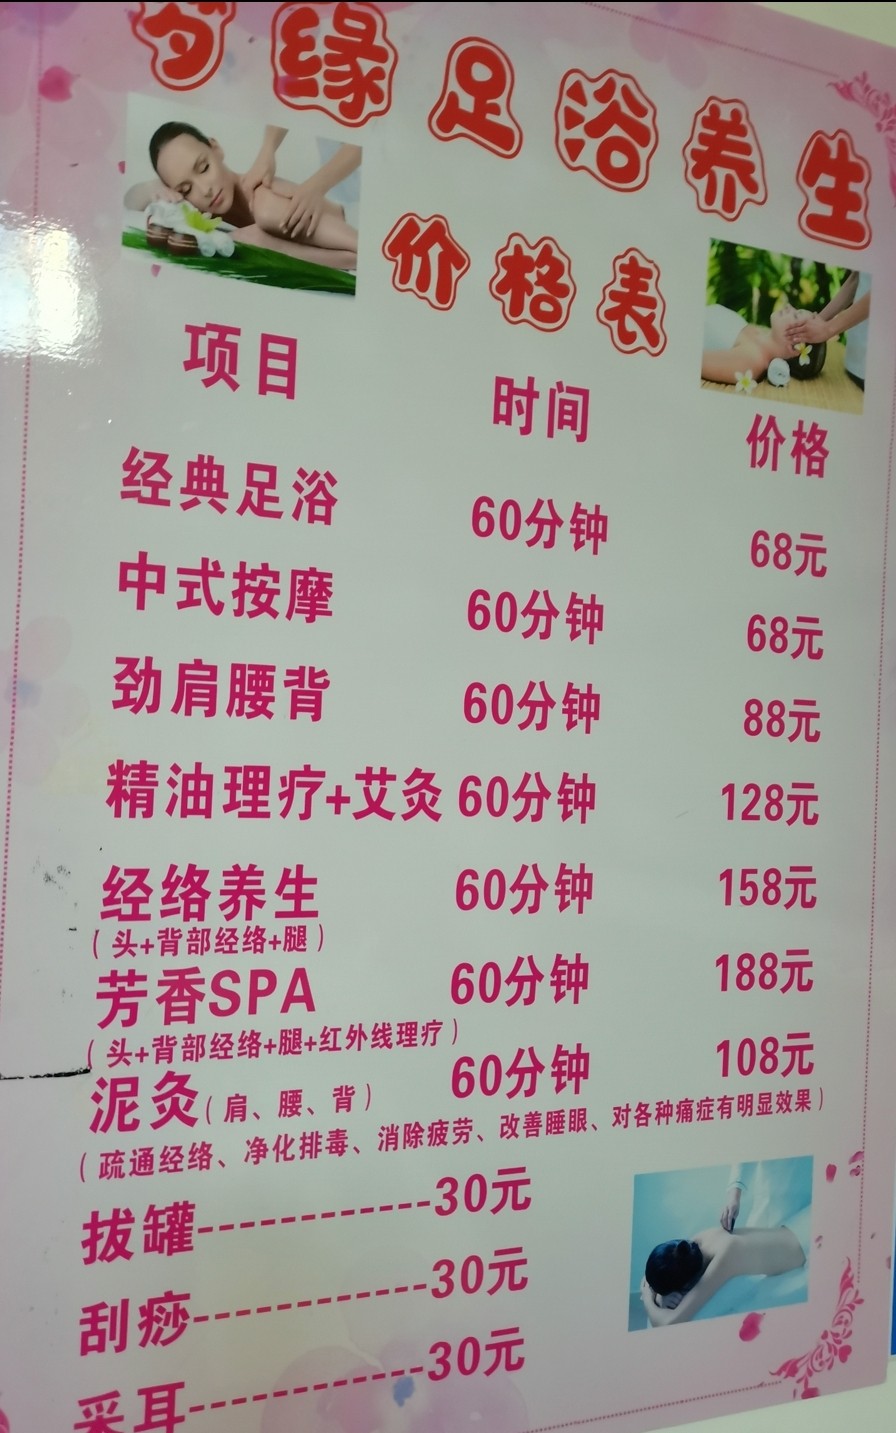 梦缘足浴养生
价格表
项目 时间 价格
经典足浴 60分钟 68元
中式按摩 60分钟 68元
劲肩腰背 60分钟 88元
精油理疗+艾灸 60分钟 128元
经络养生 60分钟 158元
(头+背部经络+腿)
芳香SPA 60分钟 188元
(头+背部经络+腿+红外线理疗)
泥灸(肩、腰、背) 60分钟 108元
(疏通经络、净化排毒、消除疲劳、改善睡眠、对各种痛症有明显效果)
拔罐------------30元
刮痧------------30元
采耳------------30元